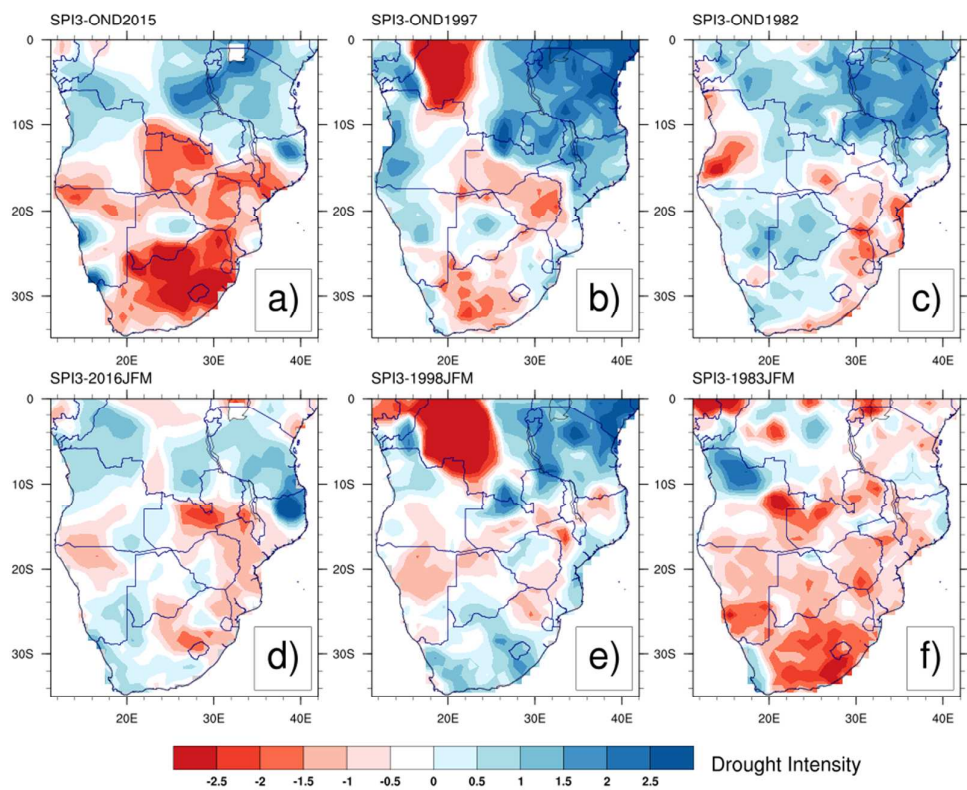 SPI3-OND2015
SPI3-OND1997
SPI3-OND1982
0
0
0
10S
10S
10S
20S
20S
20S
30S
30S
30S
a)
b)
c)
20E 30E 40E
20E 30E 40E
20E 30E 40E
SPI3-2016JFM
SPI3-1998JFM
SPI3-1983JFM
0
0
0
10S
10S
10S
20S
20S
20S
30S
30S
30S
d)
e)
f)
20E 30E 40E
20E 30E 40E
20E 30E 40E
-2.5 -2 -1.5 -1 -0.5 0 0.5 1 1.5 2 2.5
Drought Intensity